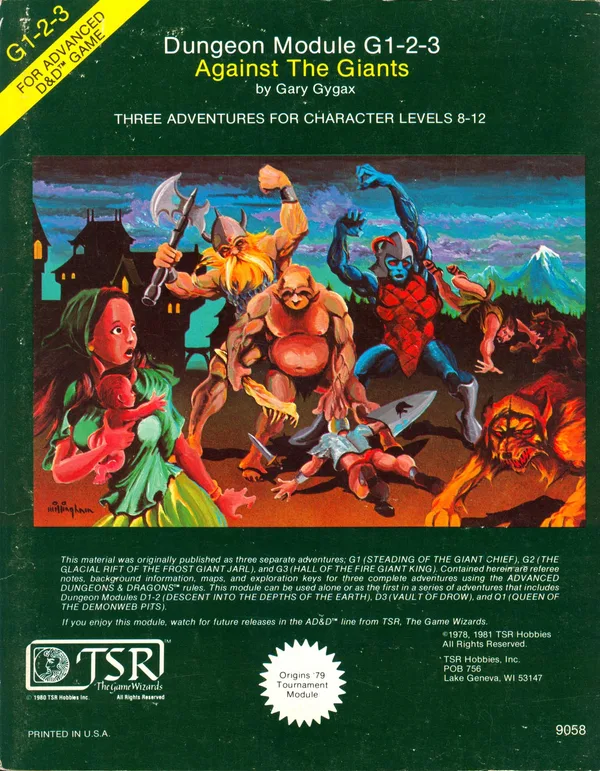 G1-2-3
FOR ADVANCED
D&D™ GAME
Dungeon Module G1-2-3
Against The Giants
by Gary Gygax
THREE ADVENTURES FOR CHARACTER LEVELS 8-12
This material was originally published as three separate adventures; G1 (STEADING OF THE GIANT CHIEF), G2 (THE
GLACIAL RIFT OF THE FROST GIANT JARL), and G3 (HALL OF THE FIRE GIANT KING). Contained herein are referee
notes, background information, maps, and exploration keys for three complete adventures using the ADVANCED
DUNGEONS & DRAGONS™ rules. This module can be used alone or as the first in a series of adventures that includes
Dungeon Modules D1-2 (DESCENT INTO THE DEPTHS OF THE EARTH), D3 (VAULT OF DROW), and Q1 (QUEEN OF
THE DEMONWEB PITS).
If you enjoy this module, watch for future releases in the AD&D™ line from TSR, The Game Wizards.
©1978, 1981 TSR Hobbies
All Rights Reserved.
TSR Hobbies, Inc.
POB 756
Lake Geneva, WI 53147
TSR™
The Game Wizards
© 1980 TSR Hobbies Inc. All Rights Reserved
Origins '79
Tournament
Module
PRINTED IN U.S.A.
9058